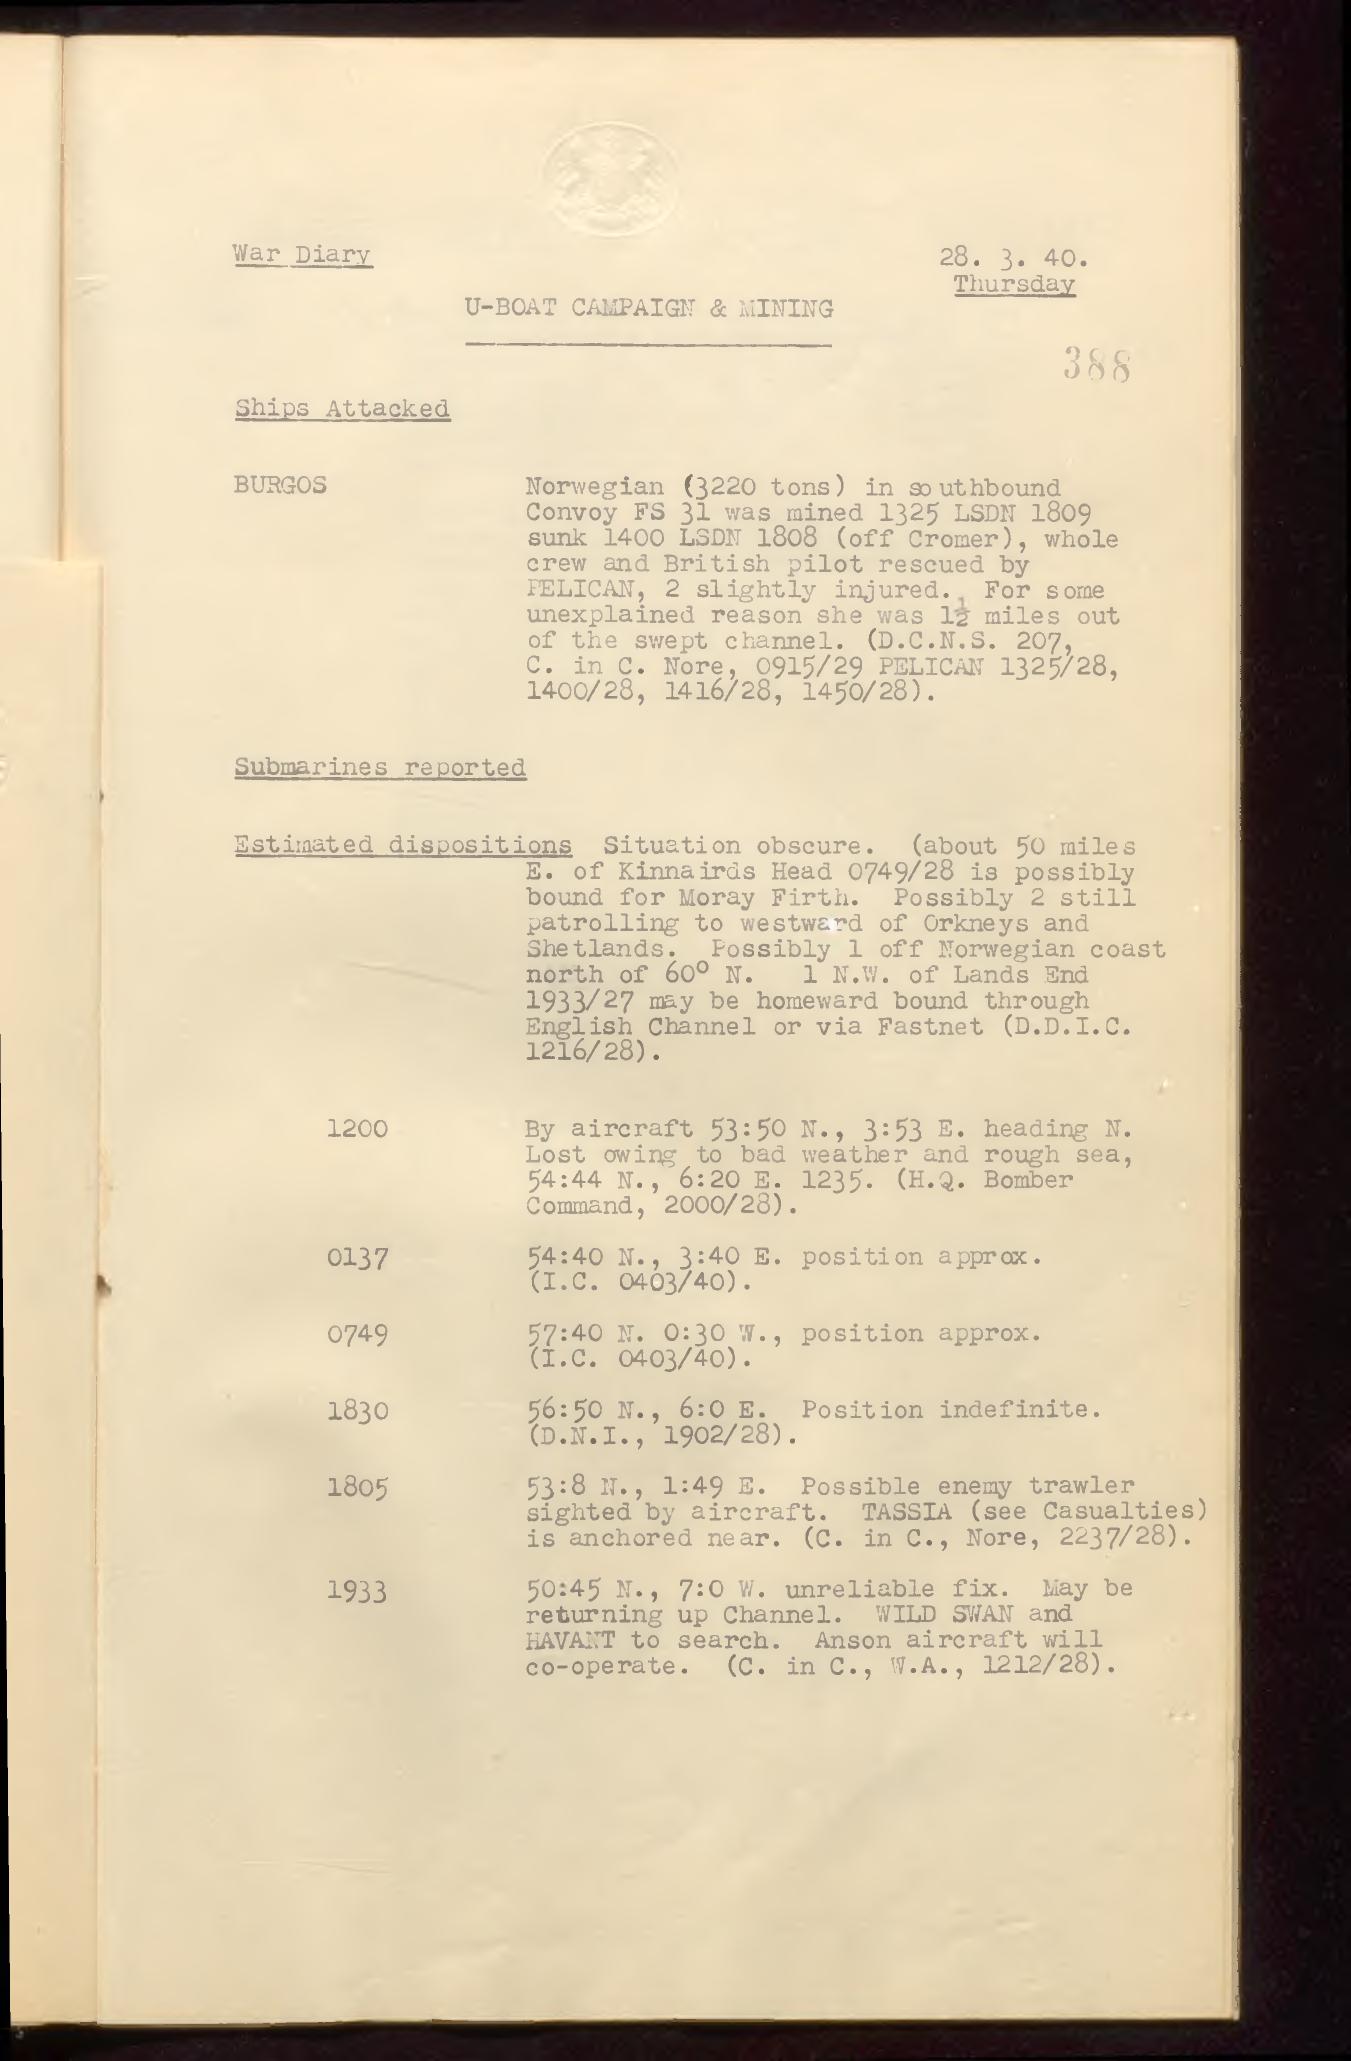 War Diary
28. 3. 40.
Thursday
U-BOAT CAMPAIGN & MINING
388
Ships Attacked
BURGOS Norwegian (3220 tons) in southbound
Convoy FS 31 was mined 1325 LSDN 1809
sunk 1400 LSDN 1808 (off Cromer), whole
crew and British pilot rescued by
PELICAN, 2 slightly injured. For some
unexplained reason she was 1½ miles out
of the swept channel. (D.C.N.S. 207,
C. in C. Nore, 0915/29 PELICAN 1325/28,
1400/28, 1416/28, 1450/28).
Submarines reported
Estimated dispositions Situation obscure. (about 50 miles
E. of Kinnairds Head 0749/28 is possibly
bound for Moray Firth. Possibly 2 still
patrolling to westward of Orkneys and
Shetlands. Possibly 1 off Norwegian coast
north of 60° N. 1 N.W. of Lands End
1933/27 may be homeward bound through
English Channel or via Fastnet (D.D.I.C.
1216/28).
1200 By aircraft 53:50 N., 3:53 E. heading N.
Lost owing to bad weather and rough sea,
54:44 N., 6:20 E. 1235. (H.Q. Bomber
Command, 2000/28).
0137 54:40 N., 3:40 E. position approx.
(I.C. 0403/40).
0749 57:40 N. 0:30 W., position approx.
(I.C. 0403/40).
1830 56:50 N., 6:0 E. Position indefinite.
(D.N.I., 1902/28).
1805 53:8 N., 1:49 E. Possible enemy trawler
sighted by aircraft. TASSIA (see Casualties)
is anchored near. (C. in C., Nore, 2237/28).
1933 50:45 N., 7:0 W. unreliable fix. May be
returning up Channel. WILD SWAN and
HAVANT to search. Anson aircraft will
co-operate. (C. in C., W.A., 1212/28).